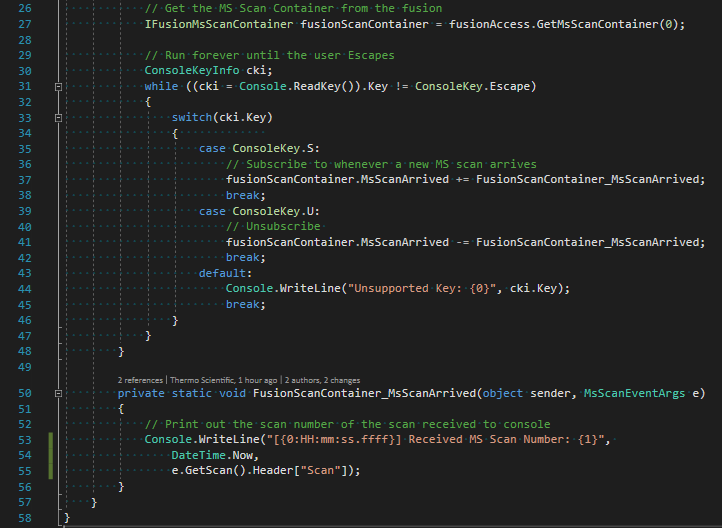 26 // Get the MS Scan Container from the fusion
27 IFusionMsScanContainer fusionScanContainer = fusionAccess.GetMsScanContainer(0);
28
29 // Run forever until the user Escapes
30 ConsoleKeyInfo cki;
31 while ((cki = Console.ReadKey()).Key != ConsoleKey.Escape)
32 {
33 switch(cki.Key)
34 {
35 case ConsoleKey.S:
36 // Subscribe to whenever a new MS scan arrives
37 fusionScanContainer.MsScanArrived += FusionScanContainer_MsScanArrived;
38 break;
39 case ConsoleKey.U:
40 // Unsubscribe
41 fusionScanContainer.MsScanArrived -= FusionScanContainer_MsScanArrived;
42 break;
43 default:
44 Console.WriteLine("Unsupported Key: {0}", cki.Key);
45 break;
46 }
47 }
48 }
49
2 references | Thermo Scientific, 1 hour ago | 2 authors, 2 changes
50 private static void FusionScanContainer_MsScanArrived(object sender, MsScanEventArgs e)
51 {
52 // Print out the scan number of the scan received to console
53 Console.WriteLine("[{0:HH:mm:ss.ffff}] Received MS Scan Number: {1}",
54 DateTime.Now,
55 e.GetScan().Header["Scan"]);
56 }
57 }
58 }